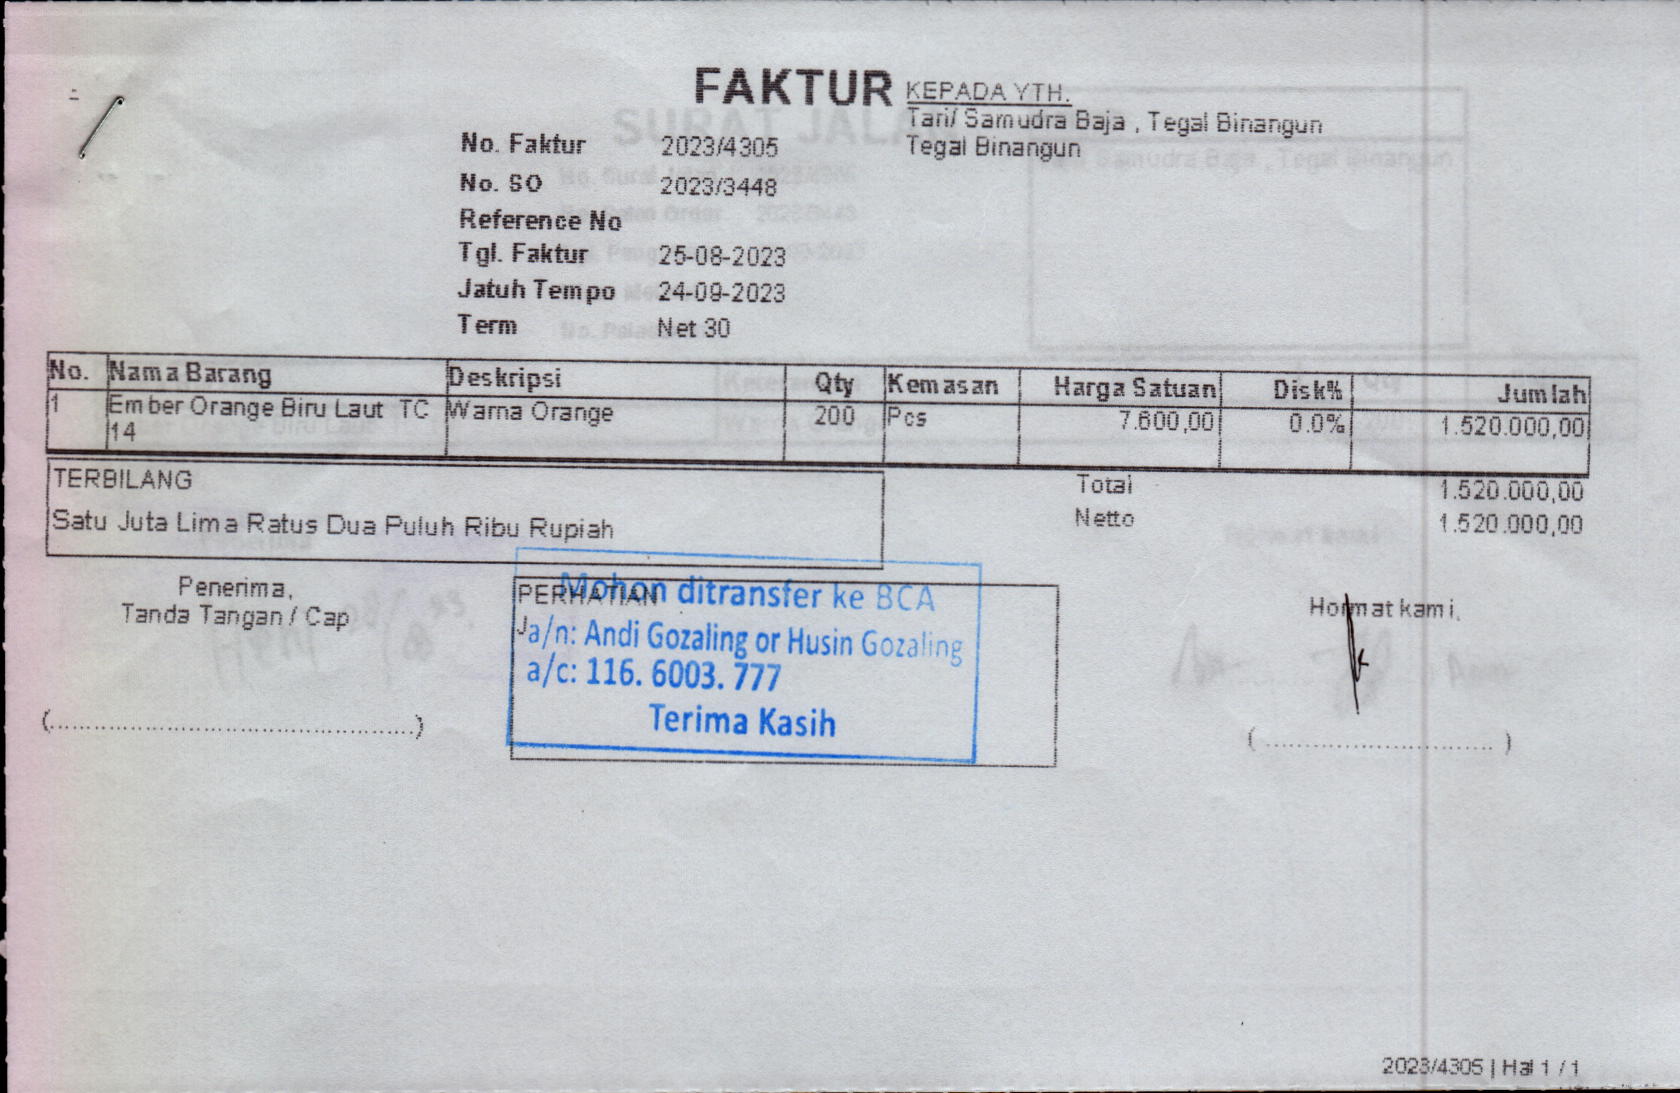 FAKTUR
KEPADA YTH.
Tari/ Samudra Baja , Tegal Binangun
Tegal Binangun
No. Faktur 2023/4305
No. SO 2023/3448
Reference No
Tgl. Faktur 25-08-2023
Jatuh Tempo 24-09-2023
Term Net 30
No. Nama Barang Deskripsi Qty Kemasan Harga Satuan Disk% Jumlah
1 Ember Orange Biru Laut TC Warna Orange 200 Pcs 7.600,00 0.0% 1.520.000,00
14
TERBILANG
Satu Juta Lima Ratus Dua Puluh Ribu Rupiah
Total 1.520.000,00
Netto 1.520.000,00
Penerima,
Tanda Tangan / Cap
(....................................................)
PERHATIAN
Mohon ditransfer ke BCA
a/n: Andi Gozaling or Husin Gozaling
a/c: 116. 6003. 777
Terima Kasih
Hormat kami,
( ................................ )
2023/4305 | Hal 1 / 1